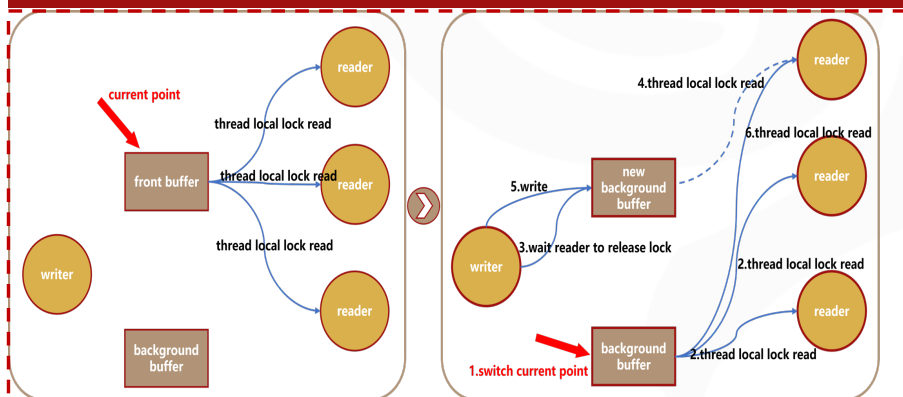 current point
reader
thread local lock read
front buffer
thread local lock read
reader
thread local lock read
writer
reader
background
buffer
reader
4.thread local lock read
6.thread local lock read
new
background
buffer
5.write
reader
3.wait reader to release lock
writer
2.thread local lock read
reader
background
buffer
2.thread local lock read
1.switch current point